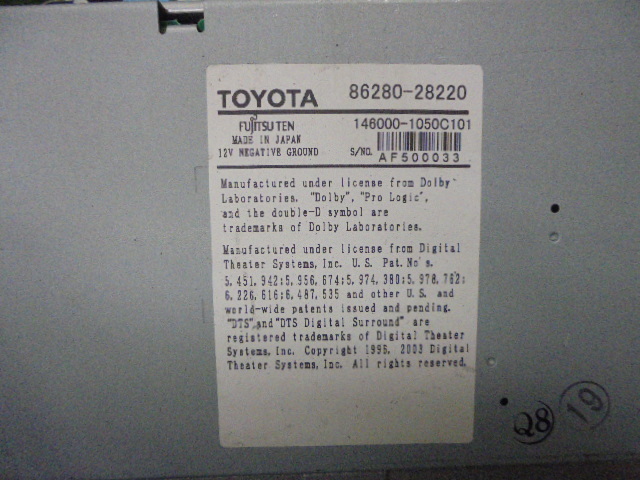 TOYOTA 86280-28220
FUJITSU TEN 146000-1050C101
MADE IN JAPAN
12V NEGATIVE GROUND S/NO. AF500033
Manufactured under license from Dolby
Laboratories. "Dolby", "Pro Logic",
and the double-D symbol are
trademarks of Dolby Laboratories.
Manufactured under license from Digital
Theater Systems, Inc. U.S. Pat.No's.
5,451,942;5,956,674;5,974,380;5,978,762;
6,226,616;6,487,535 and other U.S. and
world-wide patents issued and pending.
"DTS" and "DTS Digital Surround" are
registered trademarks of Digital Theater
Systems, Inc. Copyright 1996, 2003 Digital
Theater Systems, Inc. All rights reserved.
Q8 19